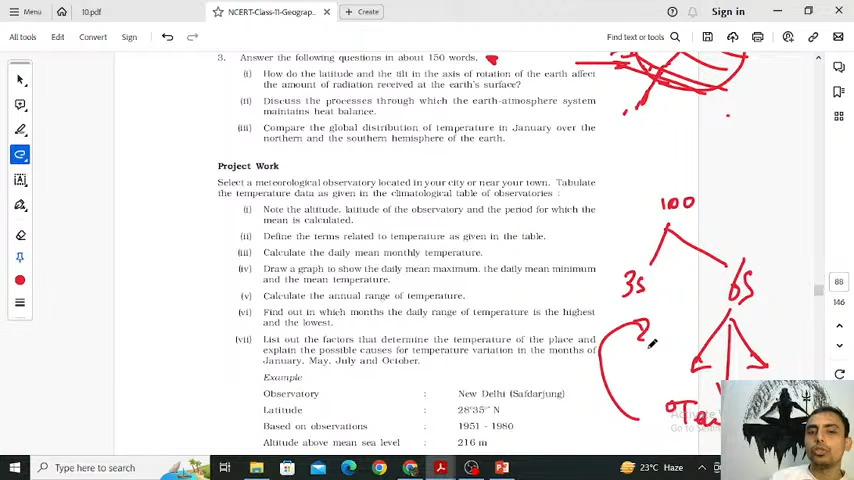 Menu
10.pdf
NCERT-Class-11-Geograp...
Create
Sign in
All tools
Edit
Convert
Sign
Find text or tools
3. Answer the following questions in about 150 words.
(i) How do the latitude and the tilt in the axis of rotation of the earth affect
the amount of radiation received at the earth's surface?
(ii) Discuss the processes through which the earth-atmosphere system
maintains heat balance.
(iii) Compare the global distribution of temperature in January over the
northern and the southern hemisphere of the earth.
Project Work
Select a meteorological observatory located in your city or near your town. Tabulate
the temperature data as given in the climatological table of observatories :
(i) Note the altitude, latitude of the observatory and the period for which the
mean is calculated.
(ii) Define the terms related to temperature as given in the table.
(iii) Calculate the daily mean monthly temperature.
(iv) Draw a graph to show the daily mean maximum, the daily mean minimum
and the mean temperature.
(v) Calculate the annual range of temperature.
(vi) Find out in which months the daily range of temperature is the highest
and the lowest.
(vii) List out the factors that determine the temperature of the place and
explain the possible causes for temperature variation in the months of
January, May, July and October.
Example
Observatory : New Delhi (Safdarjung)
Latitude : 28°35" N
Based on observations : 1951 - 1980
Altitude above mean sea level : 216 m
100
35
65
88
146
Type here to search
23°C Haze